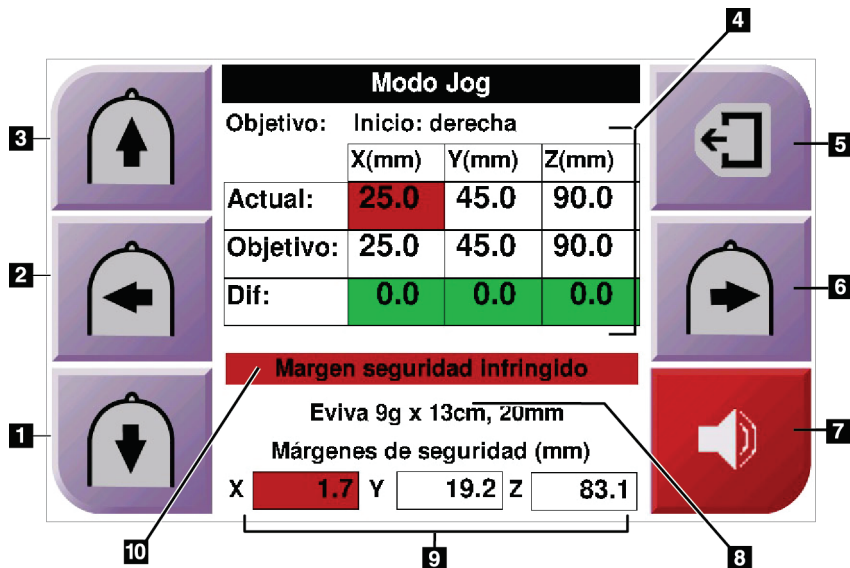 4
Modo Jog
Objetivo: Inicio: derecha
X(mm) Y(mm) Z(mm)
Actual: 25.0 45.0 90.0
Objetivo: 25.0 45.0 90.0
Dif: 0.0 0.0 0.0
Margen seguridad infringido
Eviva 9g x 13cm, 20mm
Márgenes de seguridad (mm)
X 1.7 Y 19.2 Z 83.1
3
2
1
5
6
7
10
9
8